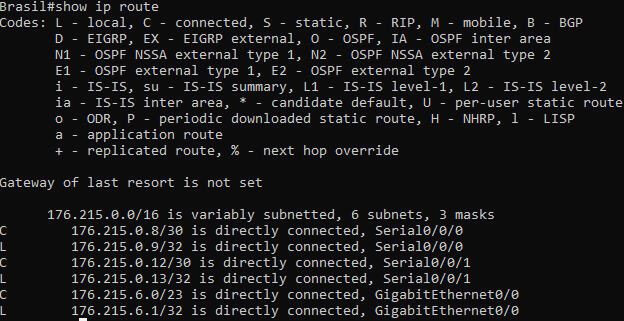 Brasil#show ip route
Codes: L - local, C - connected, S - static, R - RIP, M - mobile, B - BGP
D - EIGRP, EX - EIGRP external, O - OSPF, IA - OSPF inter area
N1 - OSPF NSSA external type 1, N2 - OSPF NSSA external type 2
E1 - OSPF external type 1, E2 - OSPF external type 2
i - IS-IS, su - IS-IS summary, L1 - IS-IS level-1, L2 - IS-IS level-2
ia - IS-IS inter area, * - candidate default, U - per-user static route
o - ODR, P - periodic downloaded static route, H - NHRP, l - LISP
a - application route
+ - replicated route, % - next hop override
Gateway of last resort is not set
176.215.0.0/16 is variably subnetted, 6 subnets, 3 masks
C 176.215.0.8/30 is directly connected, Serial0/0/0
L 176.215.0.9/32 is directly connected, Serial0/0/0
C 176.215.0.12/30 is directly connected, Serial0/0/1
L 176.215.0.13/32 is directly connected, Serial0/0/1
C 176.215.6.0/23 is directly connected, GigabitEthernet0/0
L 176.215.6.1/32 is directly connected, GigabitEthernet0/0